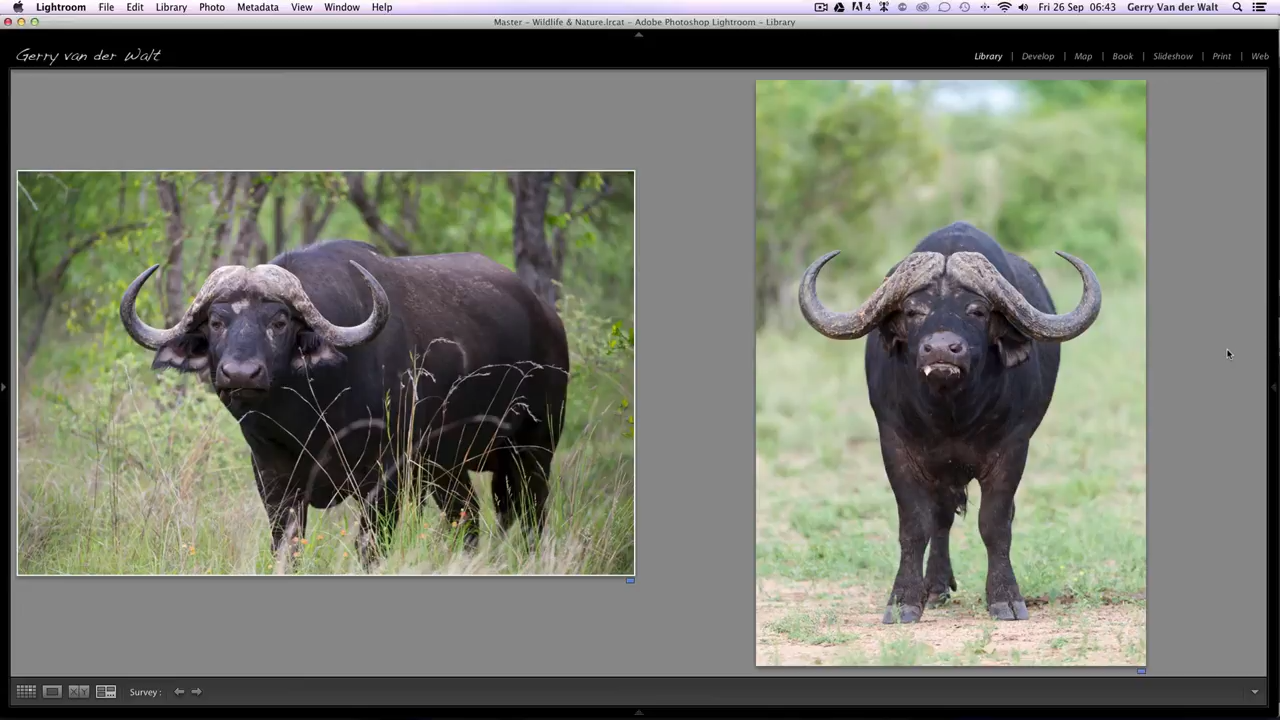 Lightroom File Edit Library Photo Metadata View Window Help 4 Fri 26 Sep 06:43 Gerry Van der Walt
Master - Wildlife & Nature.lrcat - Adobe Photoshop Lightroom - Library
Gerry van der Walt Library | Develop | Map | Book | Slideshow | Print | Web
XY Survey :